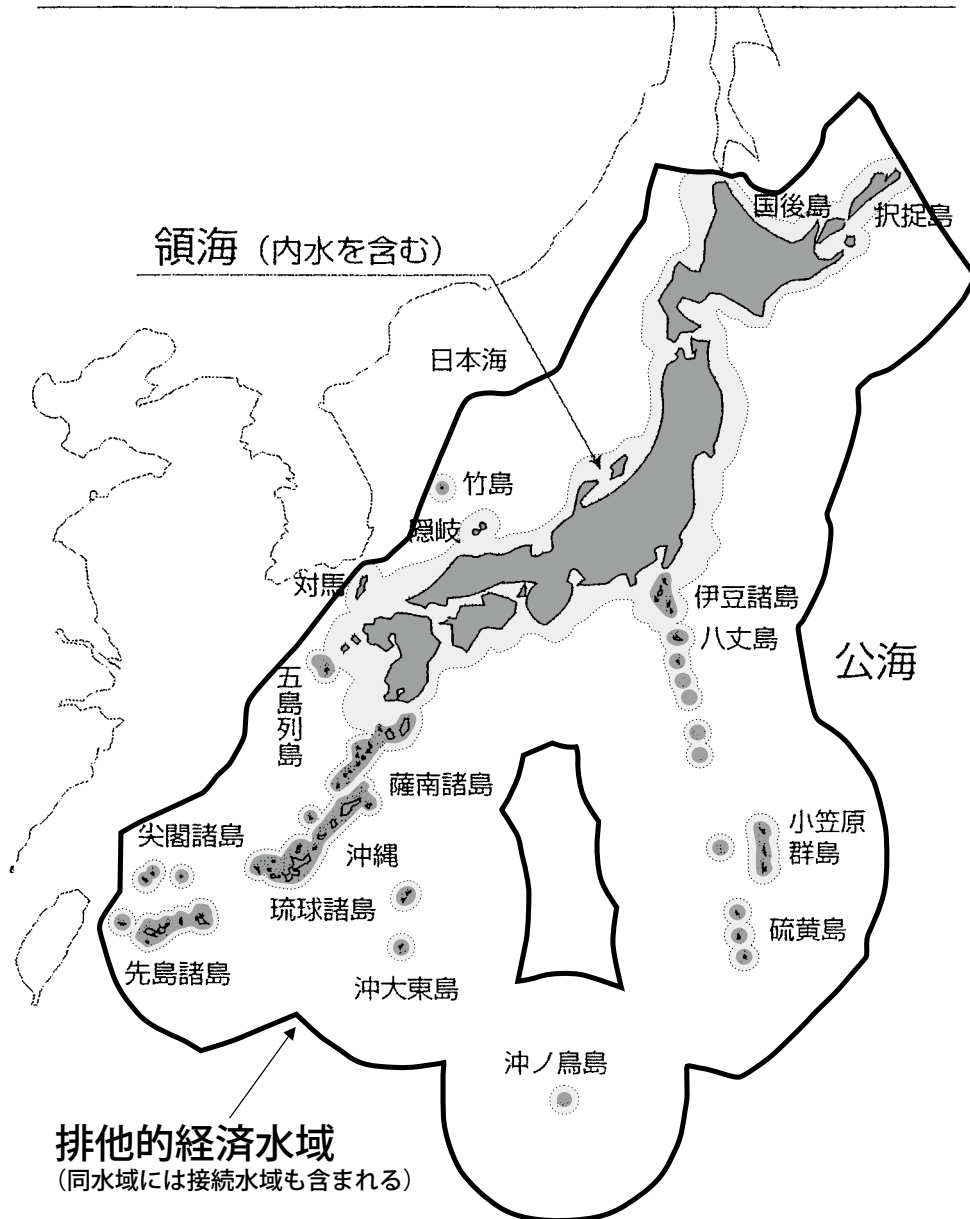 国後島
択捉島
領海（内水を含む）
日本海
竹島
隠岐
対馬
伊豆諸島
八丈島
公海
五島列島
薩南諸島
尖閣諸島
沖縄
小笠原
群島
琉球諸島
硫黄島
先島諸島
沖大東島
沖ノ鳥島
排他的経済水域
（同水域には接続水域も含まれる）